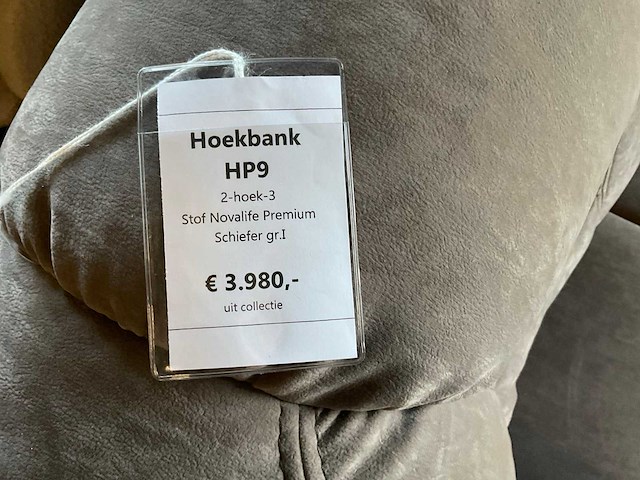 Hoekbank
HP9
2-hoek-3
Stof Novalife Premium
Schiefer gr.I
€ 3.980,-
uit collectie